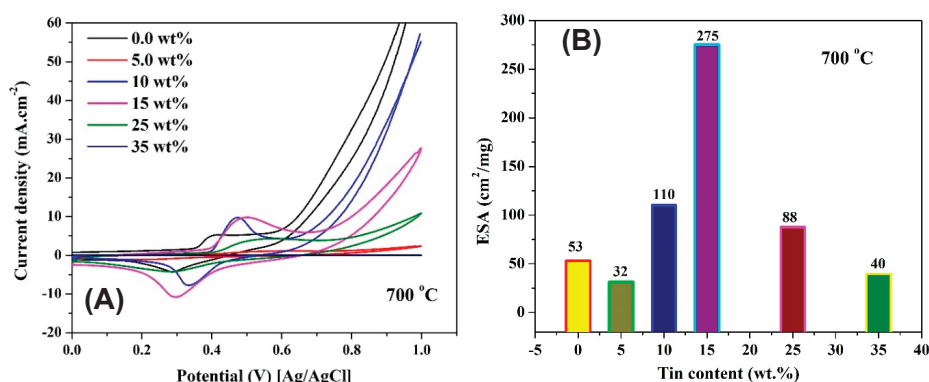 60
50
40
30
20
10
0
-10
-20
0.0
0.2
0.4
0.6
0.8
1.0
Current density (mA.cm-2)
Potential (V) [Ag/AgCl]
0.0 wt%
5.0 wt%
10 wt%
15 wt%
25 wt%
35 wt%
(A)
700 °C
300
250
200
150
100
50
0
-5
0
5
10
15
20
25
30
35
40
ESA (cm²/mg)
Tin content (wt.%)
(B)
700 °C
53
32
110
275
88
40